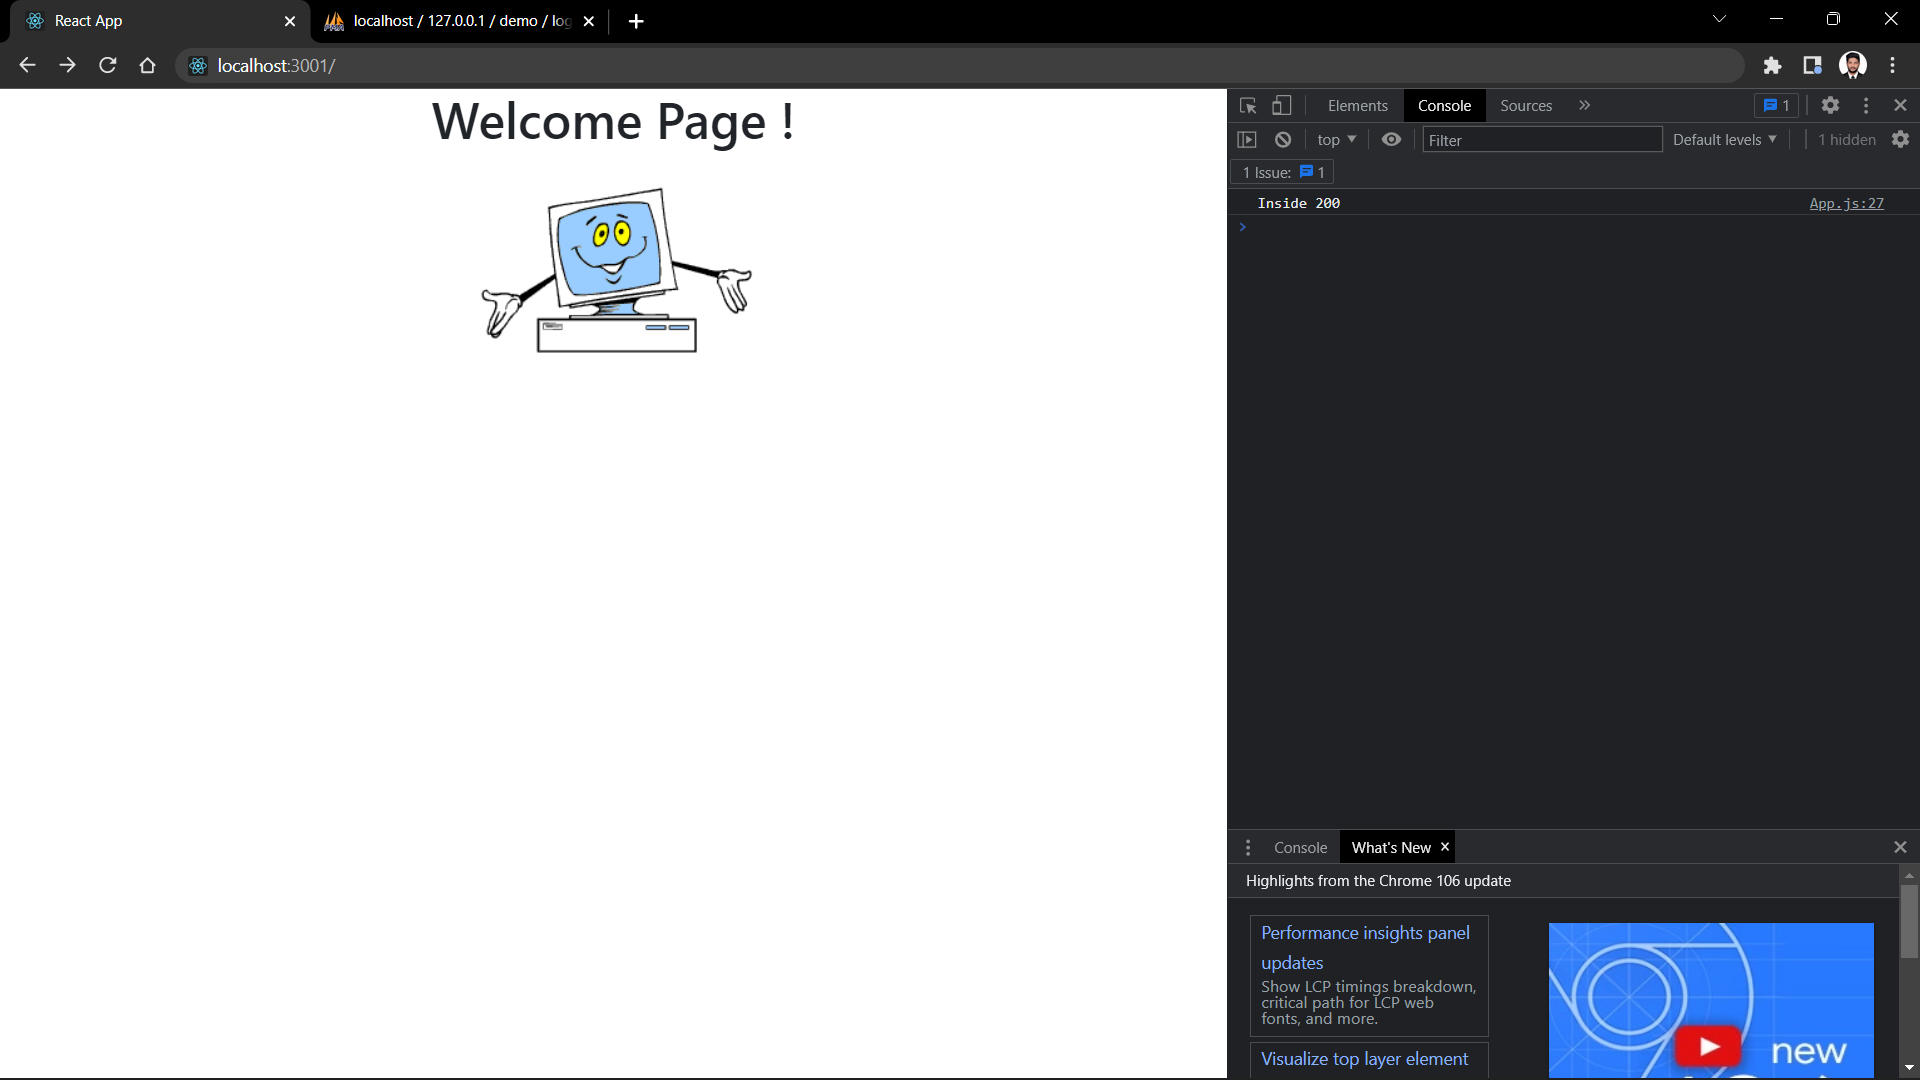 React App
localhost / 127.0.0.1 / demo / log
localhost:3001/
Welcome Page !
Elements
Console
Sources
1
top
Filter
Default levels
1 hidden
1 Issue:
1
Inside 200
App.js:27
Console
What's New
Highlights from the Chrome 106 update
Performance insights panel
updates
Show LCP timings breakdown,
critical path for LCP web
fonts, and more.
Visualize top layer element
new